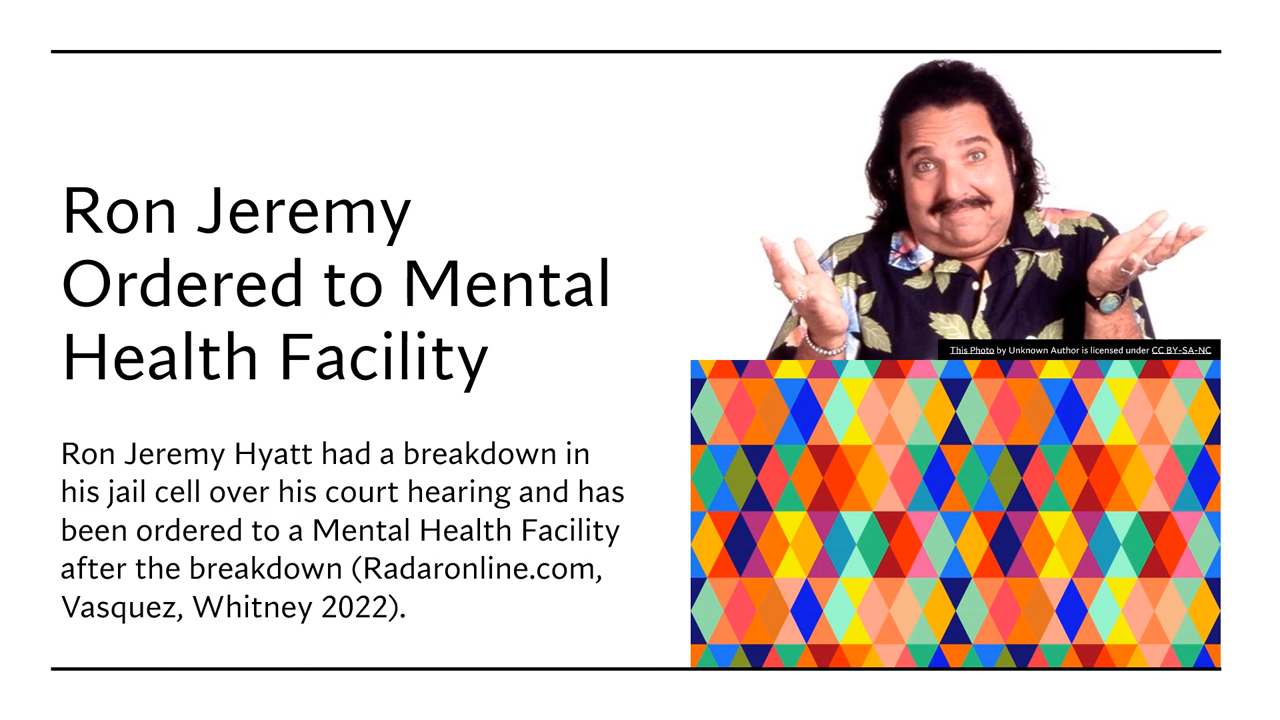 Ron Jeremy
Ordered to Mental
Health Facility
Ron Jeremy Hyatt had a breakdown in
his jail cell over his court hearing and has
been ordered to a Mental Health Facility
after the breakdown (Radaronline.com,
Vasquez, Whitney 2022).
This Photo by Unknown Author is licensed under CC BY-SA-NC